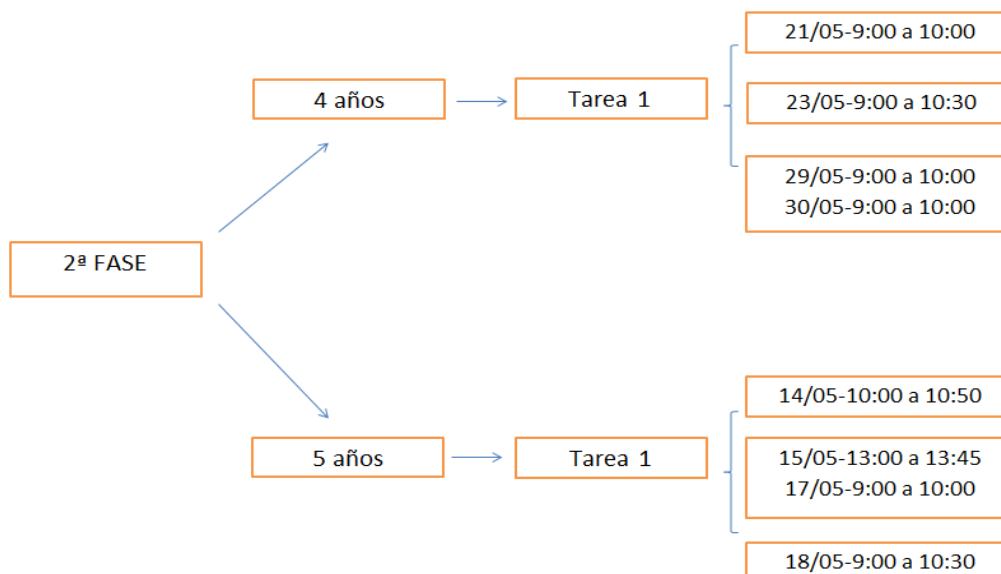 21/05-9:00 a 10:00
4 años
Tarea 1
23/05-9:00 a 10:30
29/05-9:00 a 10:00
30/05-9:00 a 10:00
2ª FASE
14/05-10:00 a 10:50
5 años
Tarea 1
15/05-13:00 a 13:45
17/05-9:00 a 10:00
18/05-9:00 a 10:30